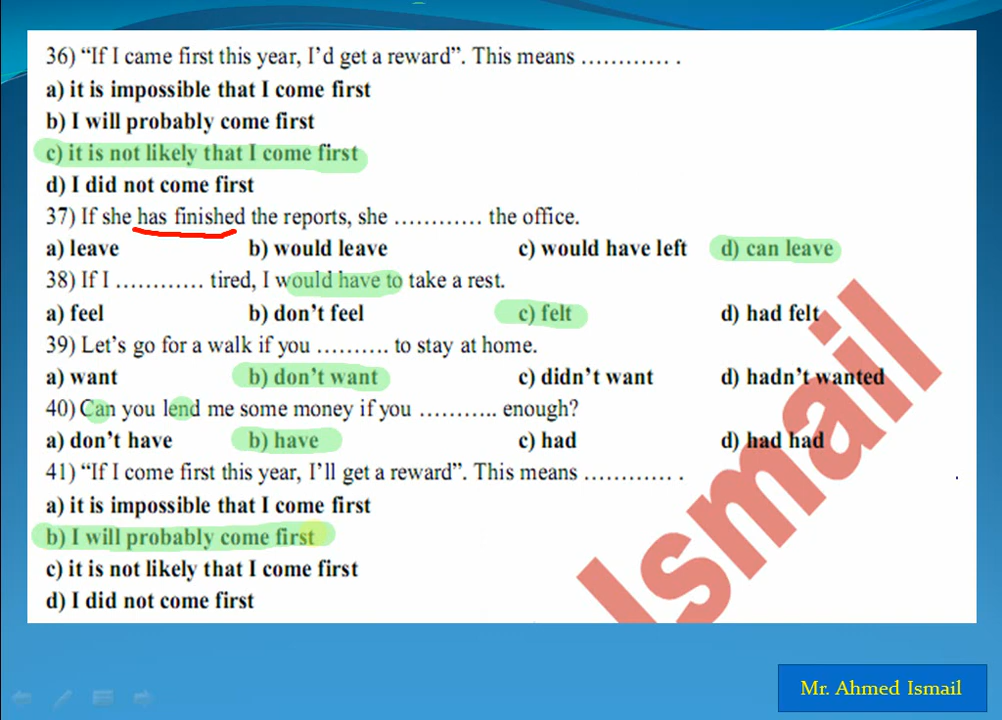 36) “If I came first this year, I’d get a reward”. This means ………… .
a) it is impossible that I come first
b) I will probably come first
c) it is not likely that I come first
d) I did not come first
37) If she has finished the reports, she ………… the office.
a) leave b) would leave c) would have left d) can leave
38) If I ………… tired, I would have to take a rest.
a) feel b) don’t feel c) felt d) had felt
39) Let’s go for a walk if you ………. to stay at home.
a) want b) don’t want c) didn’t want d) hadn’t wanted
40) Can you lend me some money if you ……….. enough?
a) don’t have b) have c) had d) had had
41) “If I come first this year, I’ll get a reward”. This means ………… .
a) it is impossible that I come first
b) I will probably come first
c) it is not likely that I come first
d) I did not come first
Ismail
Mr. Ahmed Ismail